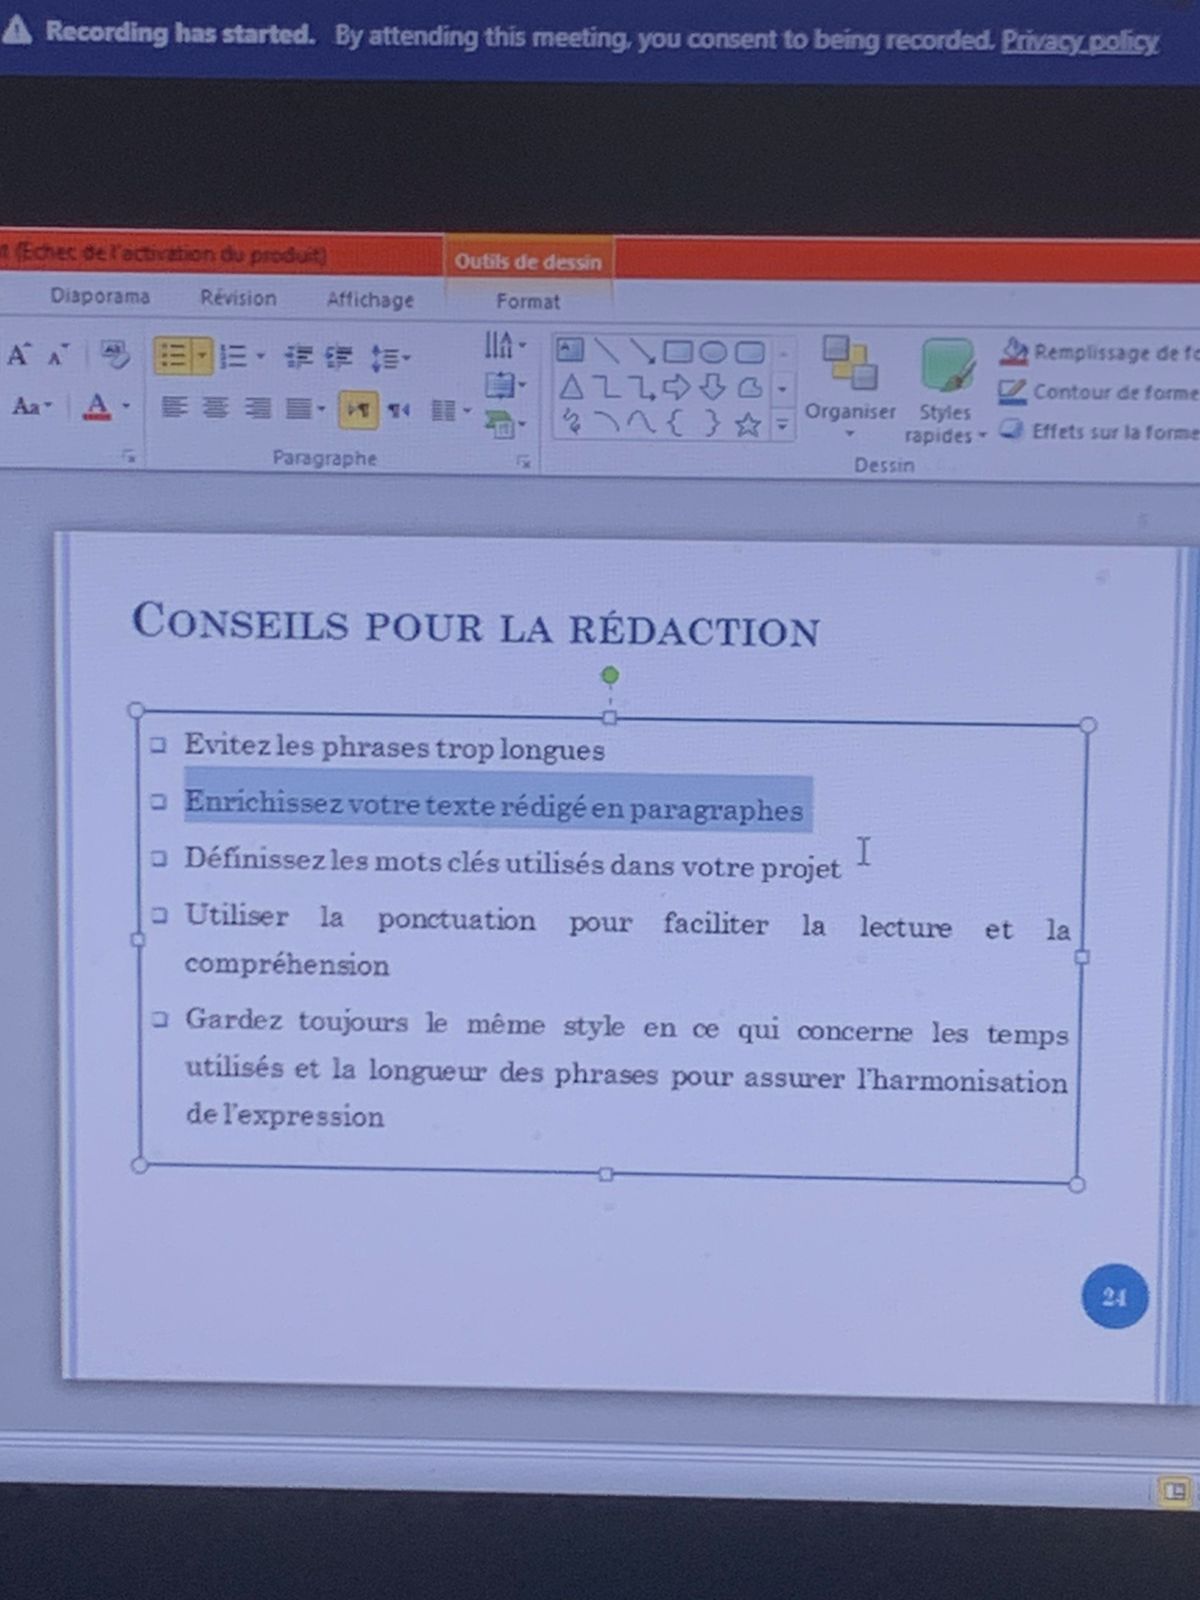 Recording has started. By attending this meeting, you consent to being recorded. Privacy policy
(Echec de l'activation du produit)
Outils de dessin
Diaporama Révision Affichage Format
Remplissage de fo
Aa A
Contour de forme
Organiser Styles
rapides
Effets sur la forme
Paragraphe
Dessin
CONSEILS POUR LA RÉDACTION
Evitez les phrases trop longues
Enrichissez votre texte rédigé en paragraphes
Définissez les mots clés utilisés dans votre projet
Utiliser la ponctuation pour faciliter la lecture et la
compréhension
Gardez toujours le même style en ce qui concerne les temps
utilisés et la longueur des phrases pour assurer l'harmonisation
de l'expression
24